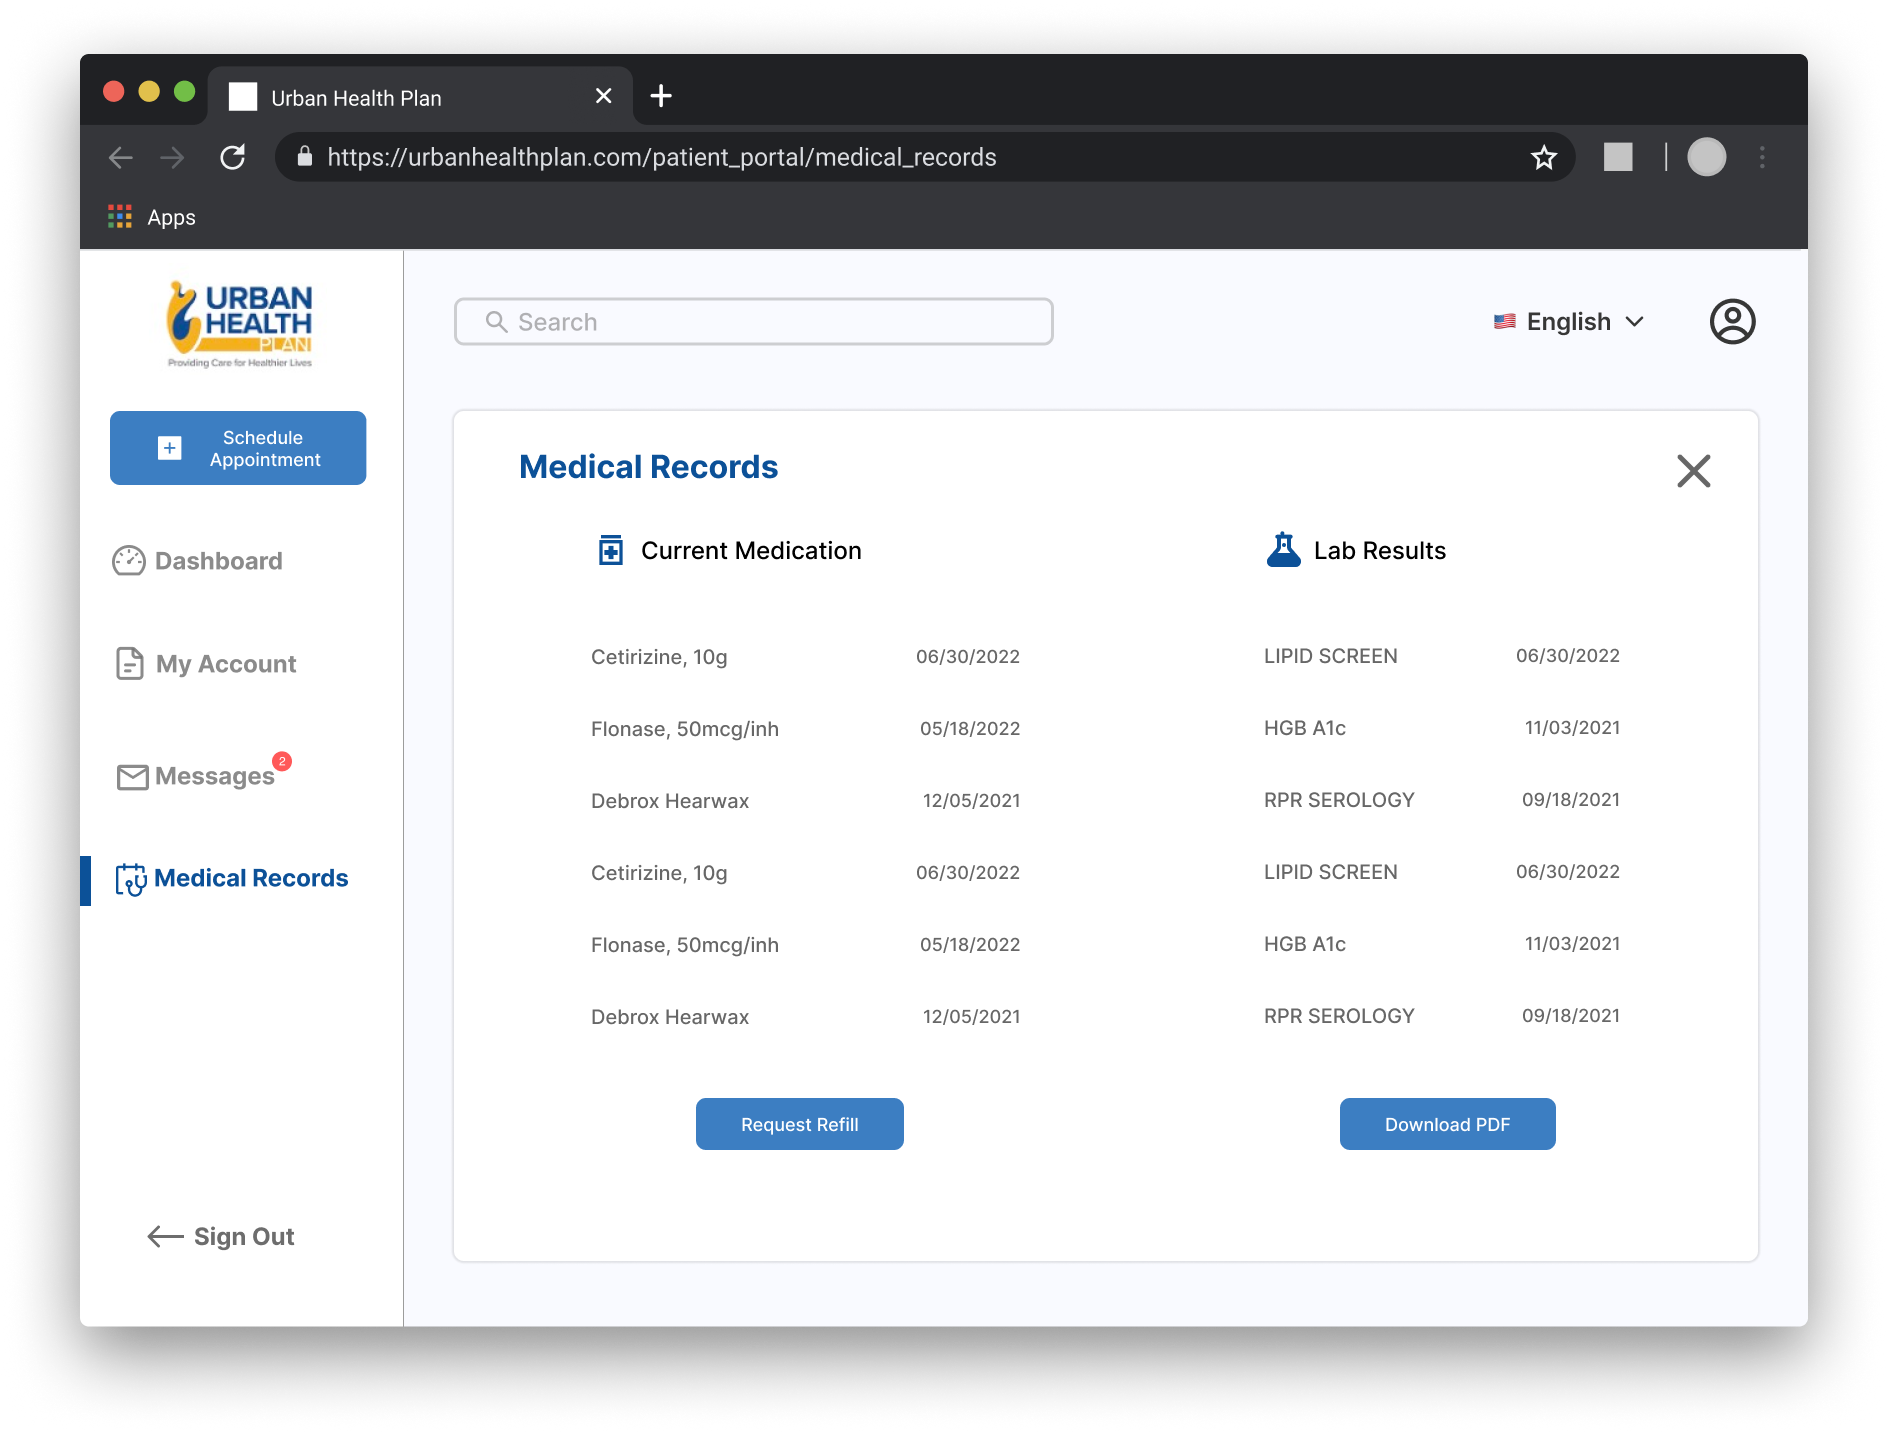 Urban Health Plan
https://urbanhealthplan.com/patient_portal/medical_records
Apps
URBAN
HEALTH
PLAN
Providing Care for Healthier Lives
Search
English
Schedule
Appointment
Dashboard
My Account
Messages 2
Medical Records
Sign Out
Medical Records
Current Medication
Cetirizine, 10g 06/30/2022
Flonase, 50mcg/inh 05/18/2022
Debrox Hearwax 12/05/2021
Cetirizine, 10g 06/30/2022
Flonase, 50mcg/inh 05/18/2022
Debrox Hearwax 12/05/2021
Request Refill
Lab Results
LIPID SCREEN 06/30/2022
HGB A1c 11/03/2021
RPR SEROLOGY 09/18/2021
LIPID SCREEN 06/30/2022
HGB A1c 11/03/2021
RPR SEROLOGY 09/18/2021
Download PDF